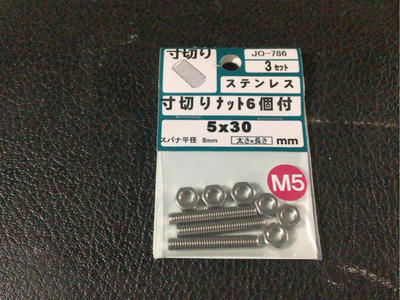 寸切り
JO-786
3セット
ステンレス
寸切りナット6個付
5x30
スパナ平径 8mm 太さx長さ mm
M5